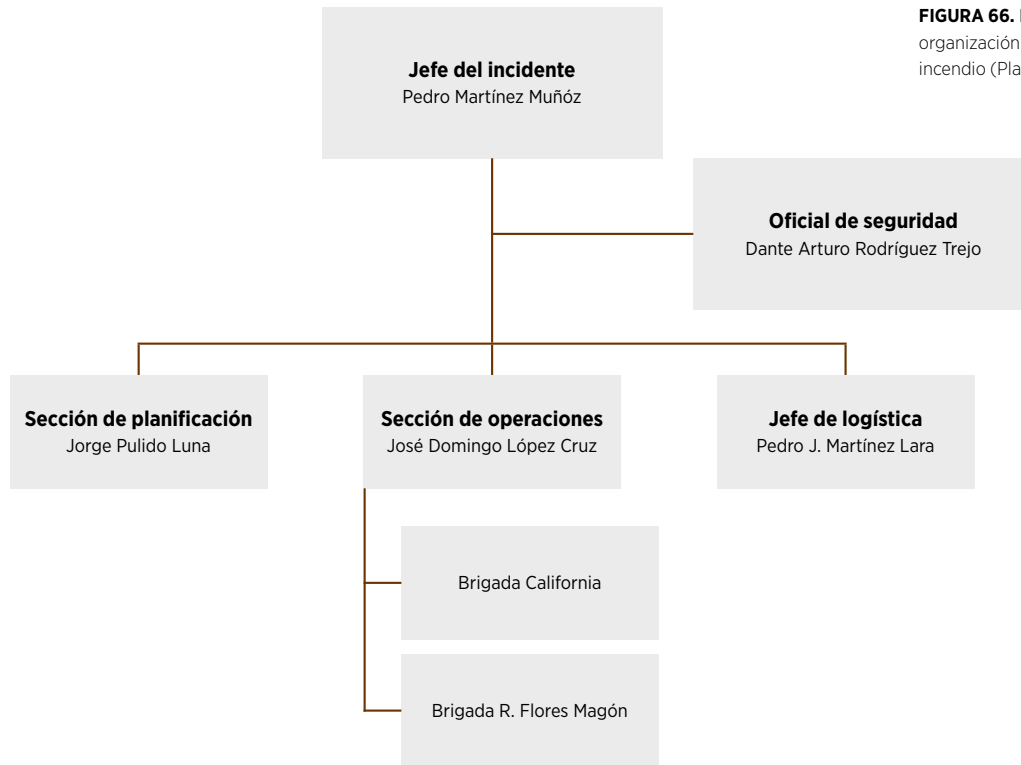 FIGURA 66.
organización
incendio
Jefe del incidente
Pedro Martínez Muñóz
Oficial de seguridad
Dante Arturo Rodríguez Trejo
Sección de planificación
Jorge Pulido Luna
Sección de operaciones
José Domingo López Cruz
Jefe de logística
Pedro J. Martínez Lara
Brigada California
Brigada R. Flores Magón